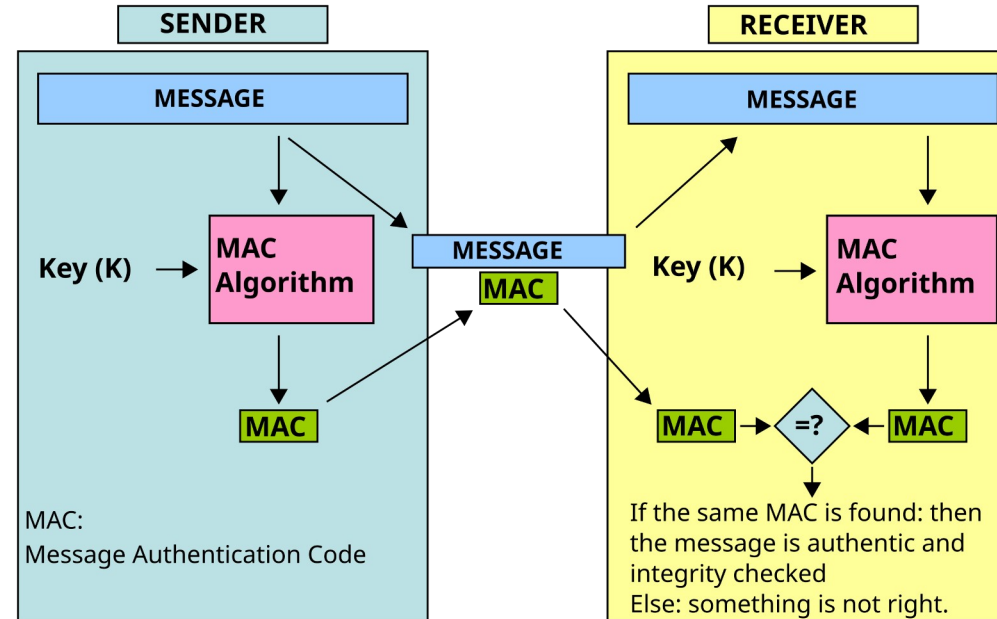 SENDER
RECEIVER
MESSAGE
MESSAGE
Key (K)
MAC
Algorithm
MESSAGE
MAC
Key (K)
MAC
Algorithm
MAC
MAC
=?
MAC
MAC:
Message Authentication Code
If the same MAC is found: then
the message is authentic and
integrity checked
Else: something is not right.